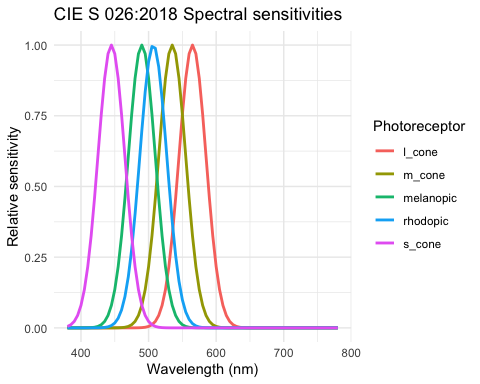 CIE S 026:2018 Spectral sensitivities
1.00
0.75
0.50
0.25
0.00
Relative sensitivity
400
500
600
700
800
Wavelength (nm)
Photoreceptor
l_cone
m_cone
melanopic
rhodopic
s_cone